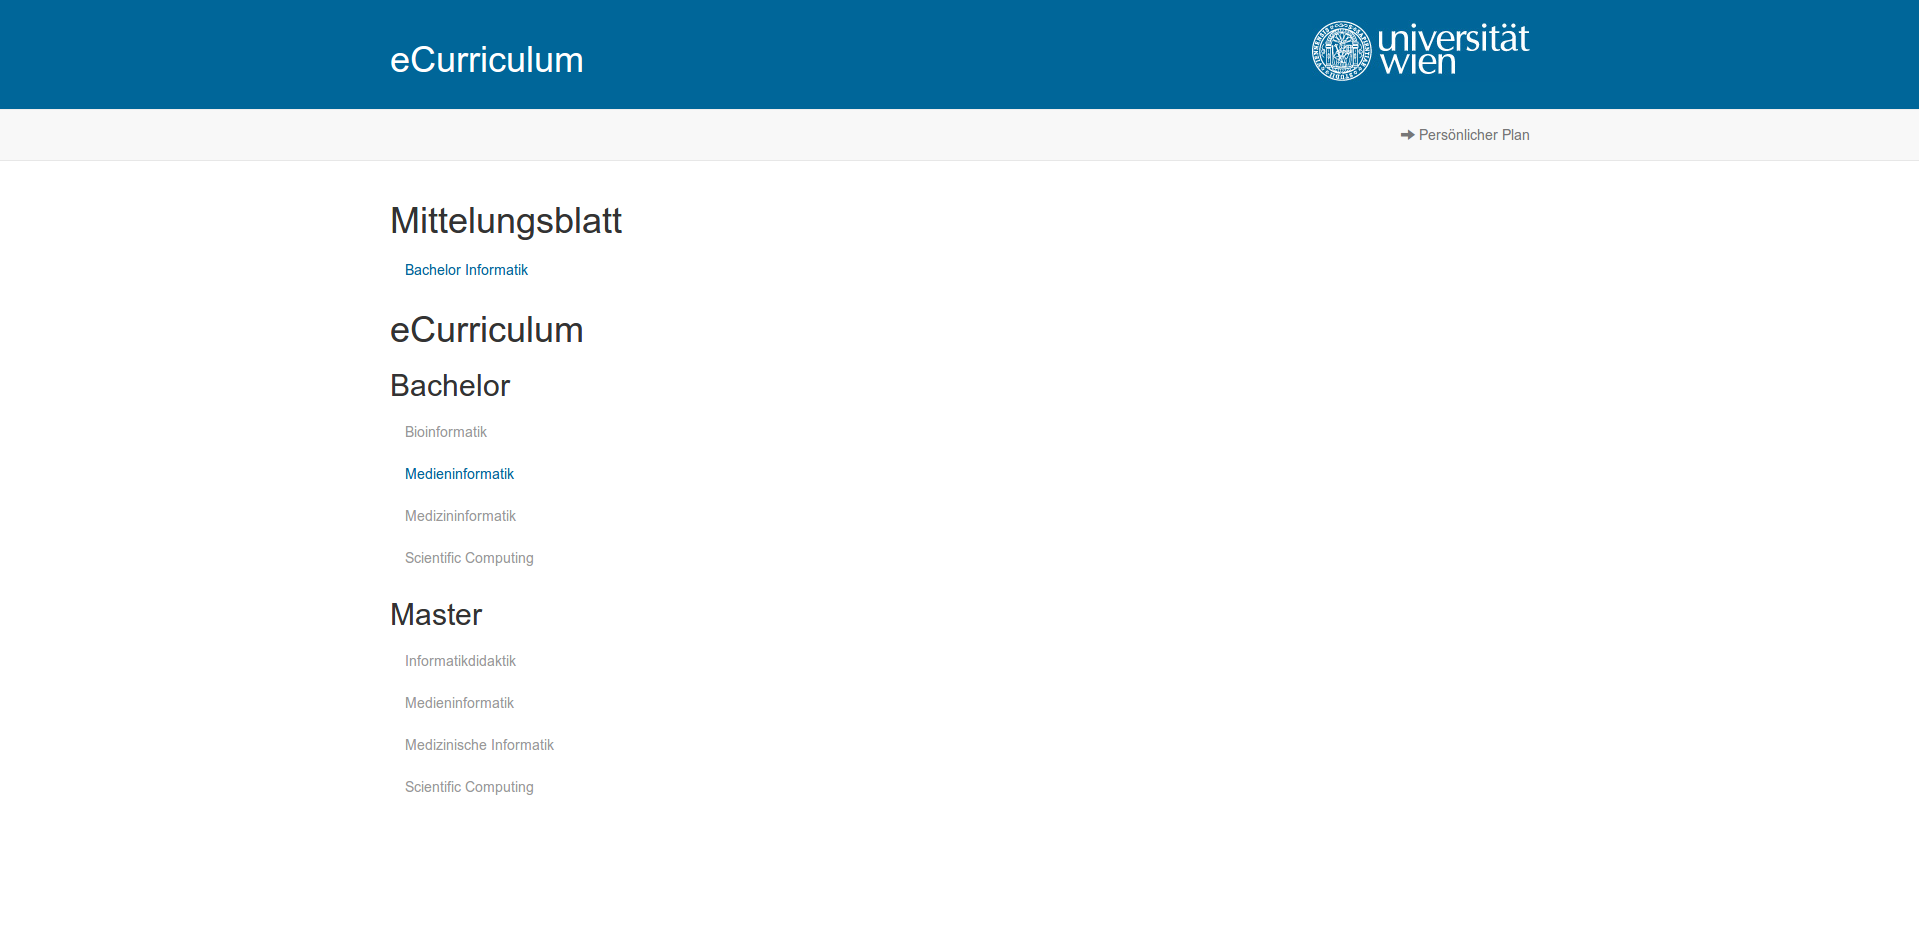 eCurriculum
universität
wien
Persönlicher Plan
Mittelungsblatt
Bachelor Informatik
eCurriculum
Bachelor
Bioinformatik
Medieninformatik
Medizininformatik
Scientific Computing
Master
Informatikdidaktik
Medieninformatik
Medizinische Informatik
Scientific Computing